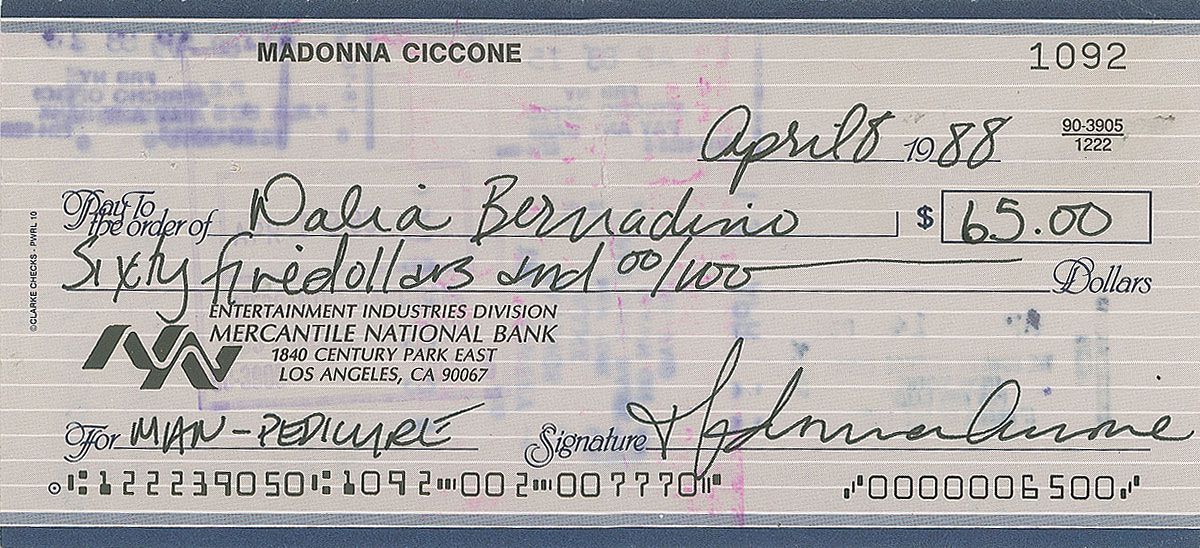 MADONNA CICCONE
1092
April 8 1988
90-3905
1222
Pay To the order of Dalia Bernadino $ 65.00
Sixty five dollars and 00/100 Dollars
ENTERTAINMENT INDUSTRIES DIVISION
MERCANTILE NATIONAL BANK
1840 CENTURY PARK EAST
LOS ANGELES, CA 90067
For MAN-PEDICURE Signature Madonna Ciccone
⑆122239050⑆1092⑉002⑉007770⑈ ⑈0000006500⑈
©CLARKE CHECKS - PWRL 10